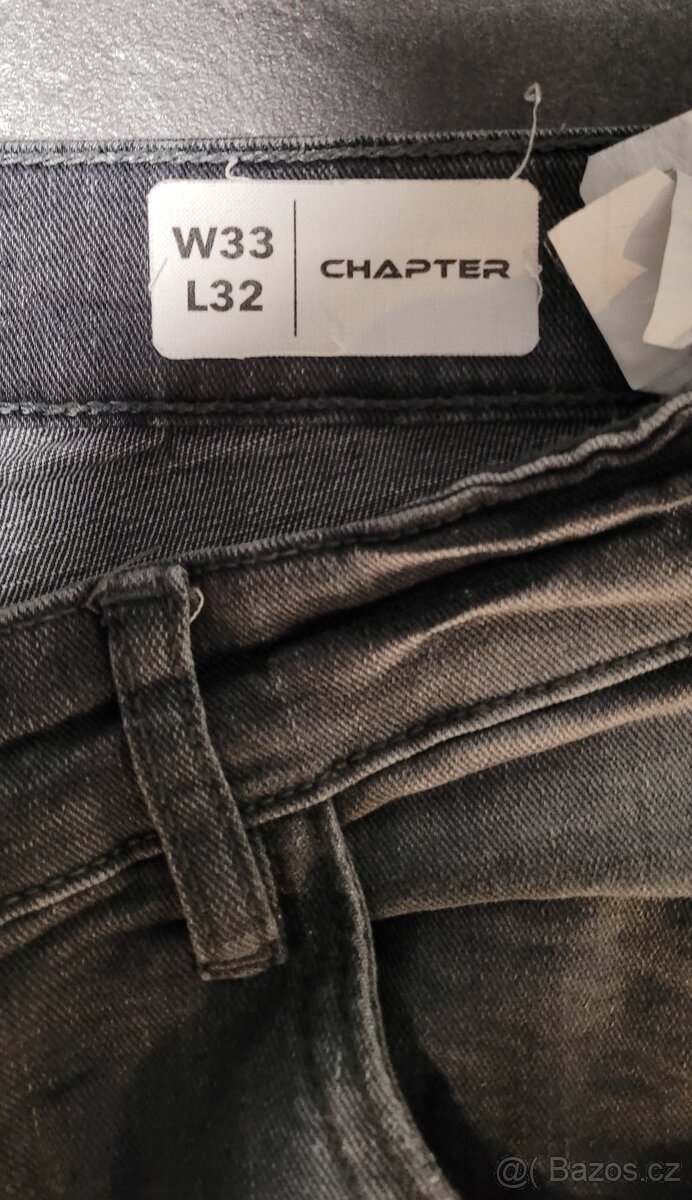 W33
L32
CHAPTER
@( Bazos.cz